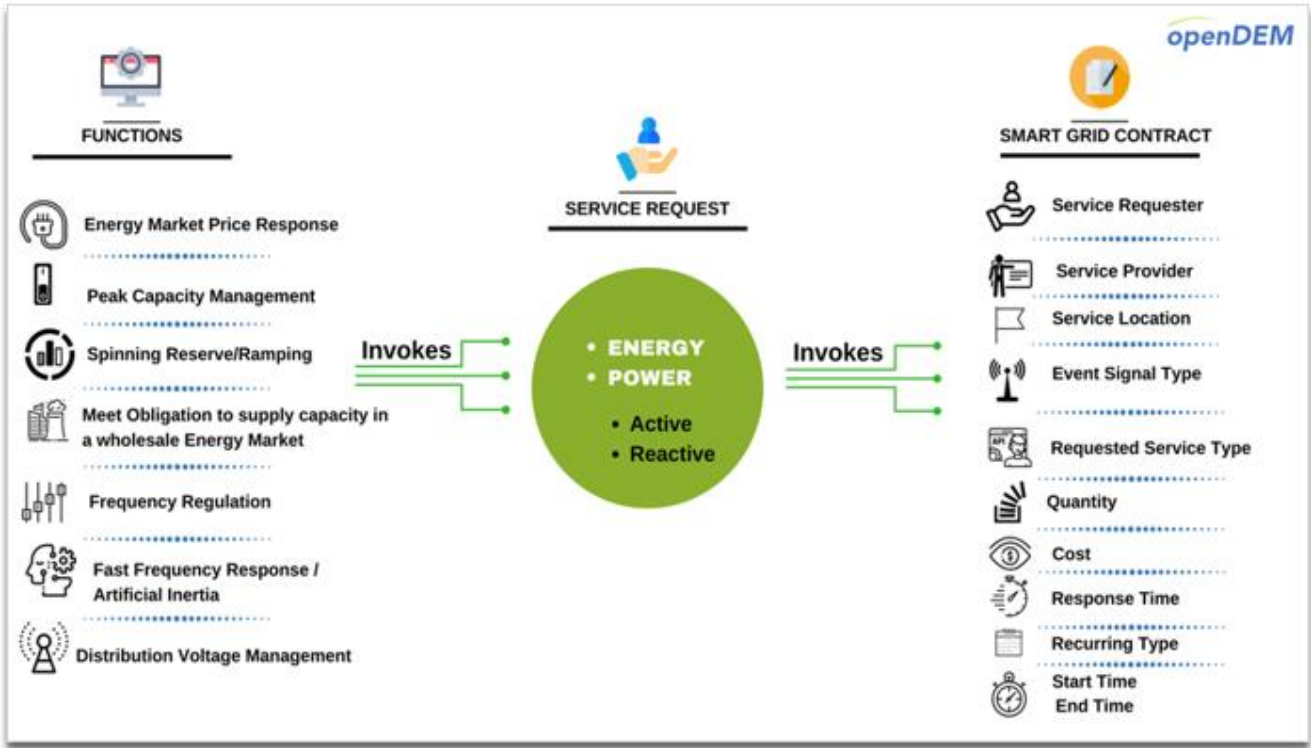 openDEM
FUNCTIONS
Energy Market Price Response
Peak Capacity Management
Spinning Reserve/Ramping
Meet Obligation to supply capacity in
a wholesale Energy Market
Frequency Regulation
Fast Frequency Response /
Artificial Inertia
Distribution Voltage Management
Invokes
SERVICE REQUEST
• ENERGY
• POWER
• Active
• Reactive
Invokes
SMART GRID CONTRACT
Service Requester
Service Provider
Service Location
Event Signal Type
API
Requested Service Type
Quantity
$
Cost
Response Time
Recurring Type
Start Time
End Time